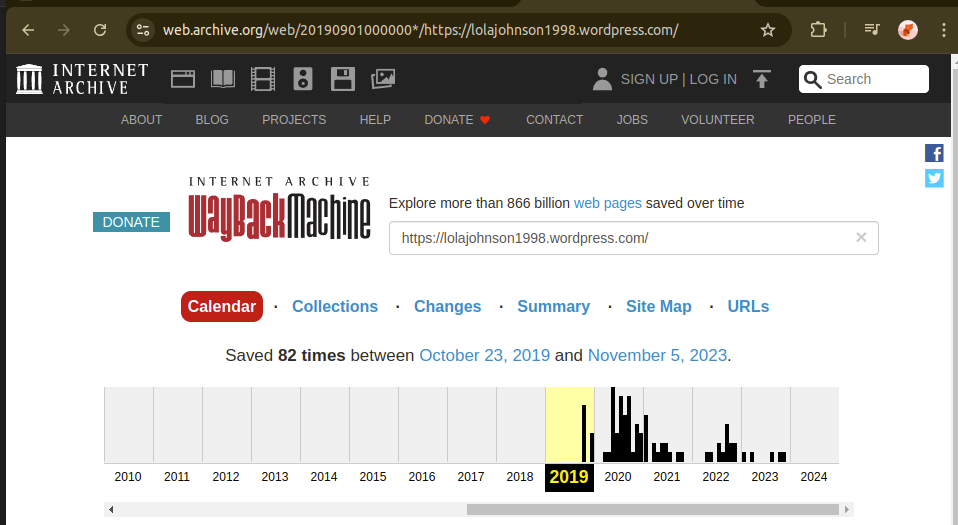 web.archive.org/web/20190901000000*/https://lolajohnson1998.wordpress.com/
INTERNET ARCHIVE
SIGN UP | LOG IN
Search
ABOUT BLOG PROJECTS HELP DONATE CONTACT JOBS VOLUNTEER PEOPLE
DONATE
INTERNET ARCHIVE
WayBackMachine
Explore more than 866 billion web pages saved over time
https://lolajohnson1998.wordpress.com/
Calendar · Collections · Changes · Summary · Site Map · URLs
Saved 82 times between October 23, 2019 and November 5, 2023.
2010 2011 2012 2013 2014 2015 2016 2017 2018 2019 2020 2021 2022 2023 2024